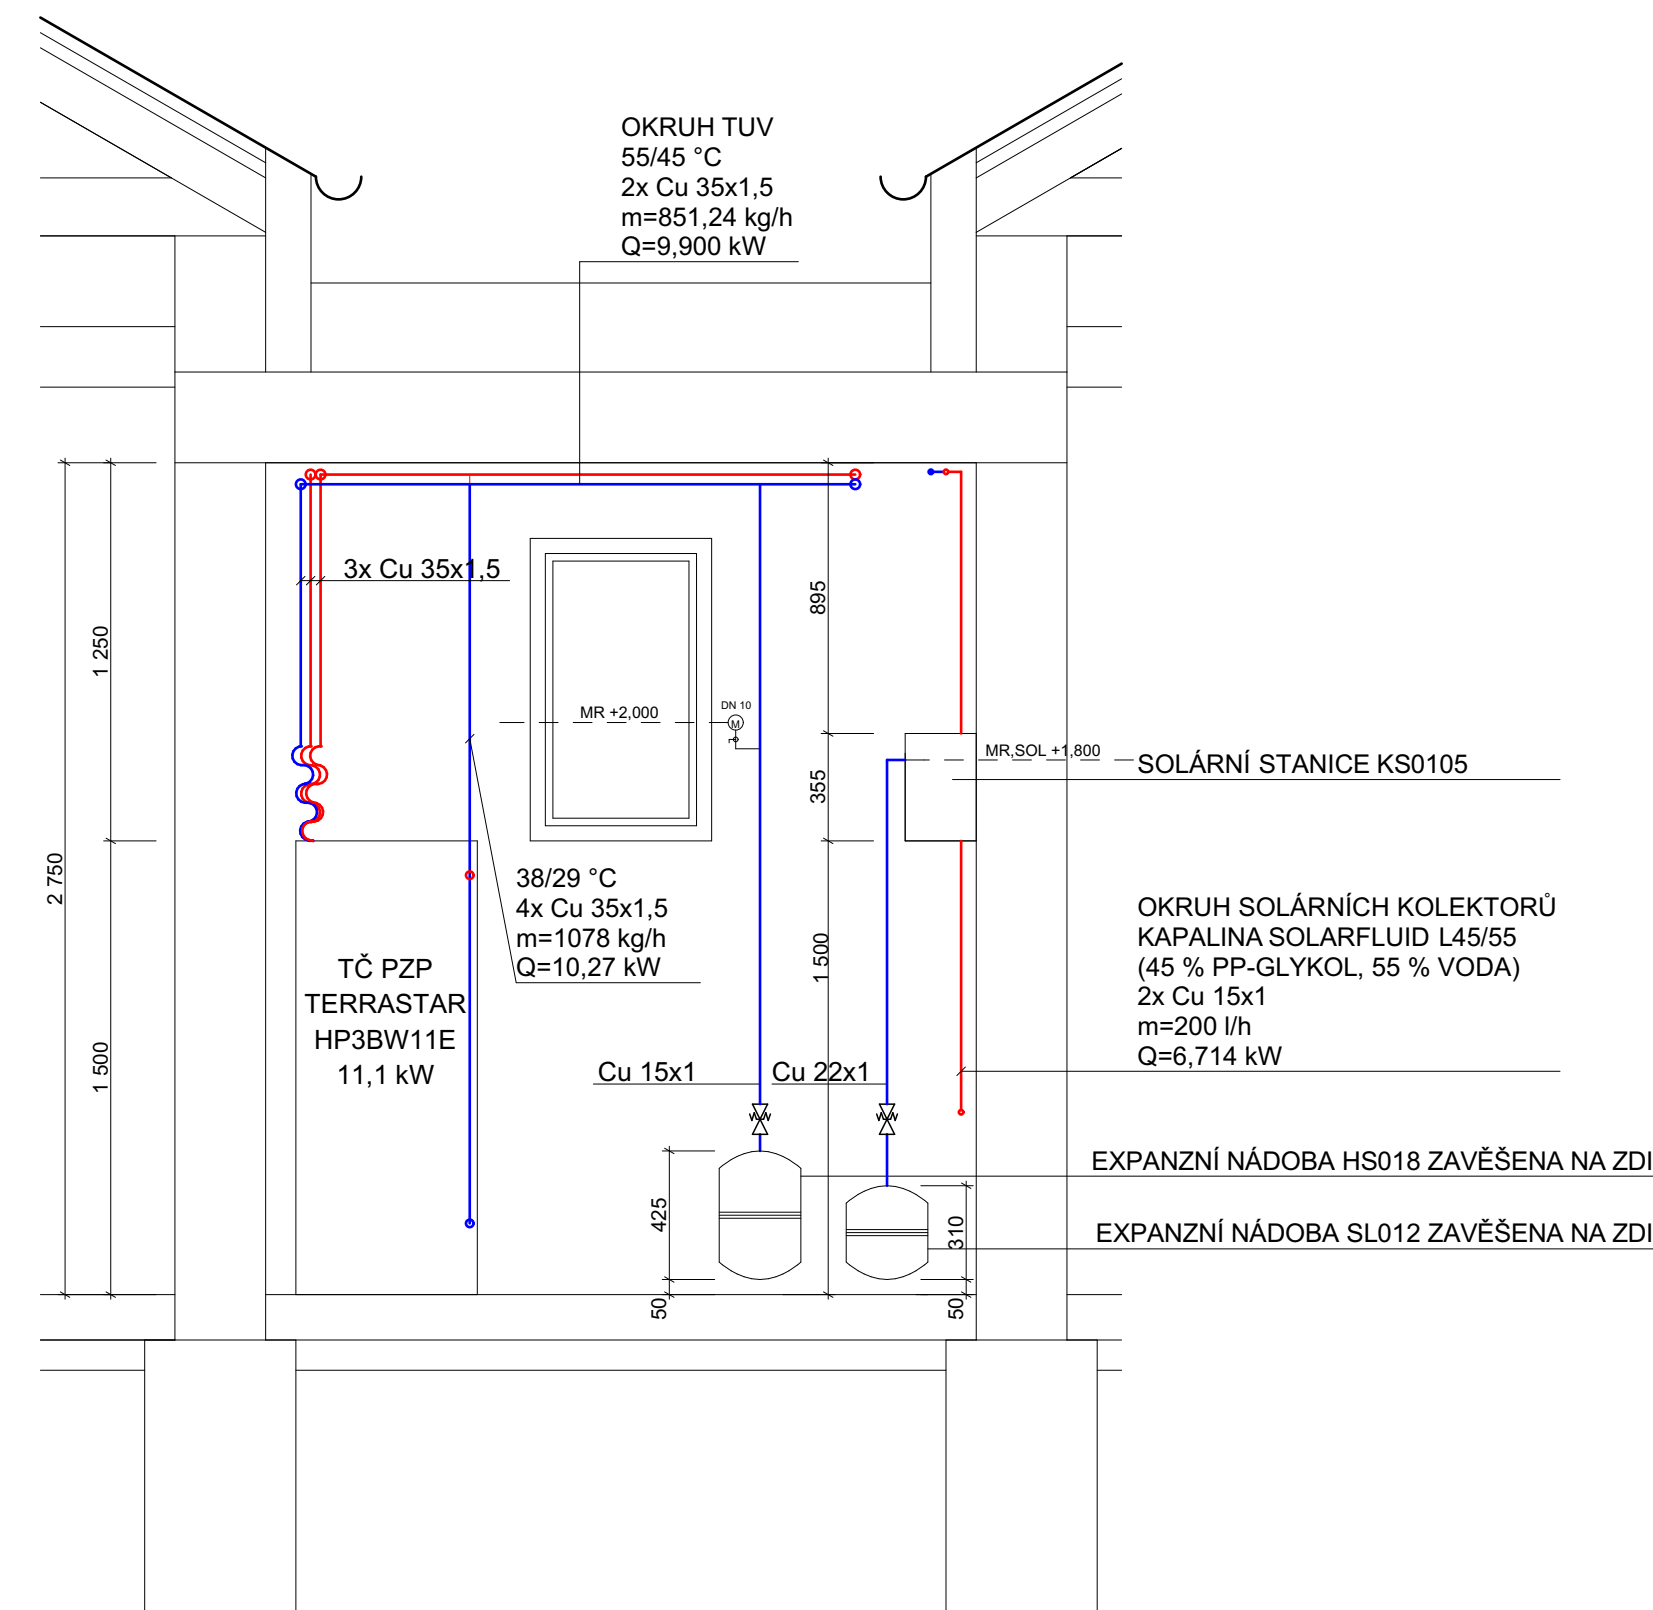 OKRUH TUV
55/45 °C
2x Cu 35x1,5
m=851,24 kg/h
Q=9,900 kW
3x Cu 35x1,5
895
1 250
MR +2,000
DN 10
M
MR,SOL +1,800
SOLÁRNÍ STANICE KS0105
355
2 750
38/29 °C
4x Cu 35x1,5
m=1078 kg/h
Q=10,27 kW
OKRUH SOLÁRNÍCH KOLEKTORŮ
KAPALINA SOLARFLUID L45/55
(45 % PP-GLYKOL, 55 % VODA)
2x Cu 15x1
m=200 l/h
Q=6,714 kW
1 500
TČ PZP
TERRASTAR
HP3BW11E
11,1 kW
1 500
Cu 15x1
Cu 22x1
EXPANZNÍ NÁDOBA HS018 ZAVĚŠENA NA ZDI
425
310
EXPANZNÍ NÁDOBA SL012 ZAVĚŠENA NA ZDI
50
50